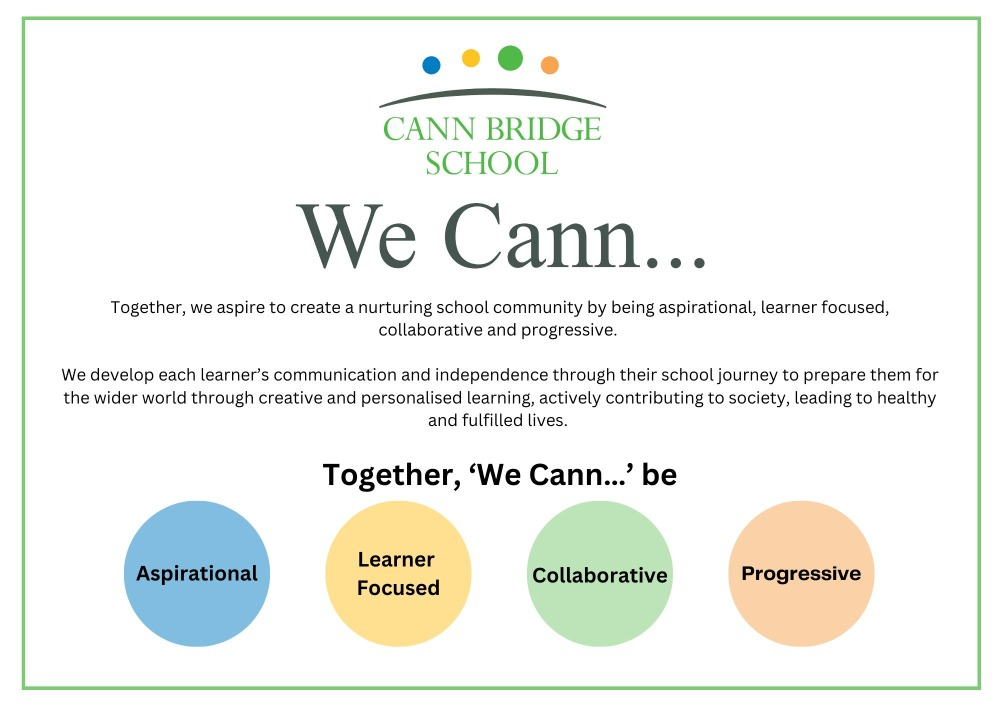 CANN BRIDGE
SCHOOL
We Cann...
Together, we aspire to create a nurturing school community by being aspirational, learner focused,
collaborative and progressive.
We develop each learner’s communication and independence through their school journey to prepare them for
the wider world through creative and personalised learning, actively contributing to society, leading to healthy
and fulfilled lives.
Together, ‘We Cann...’ be
Aspirational
Learner
Focused
Collaborative
Progressive